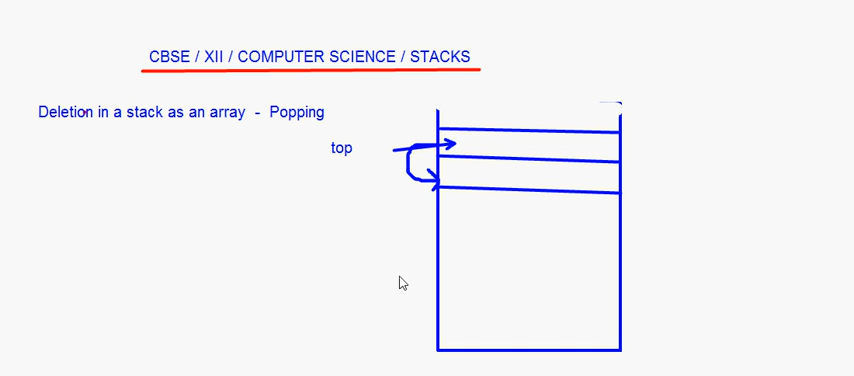 CBSE / XII / COMPUTER SCIENCE / STACKS
Deletion in a stack as an array - Popping
top